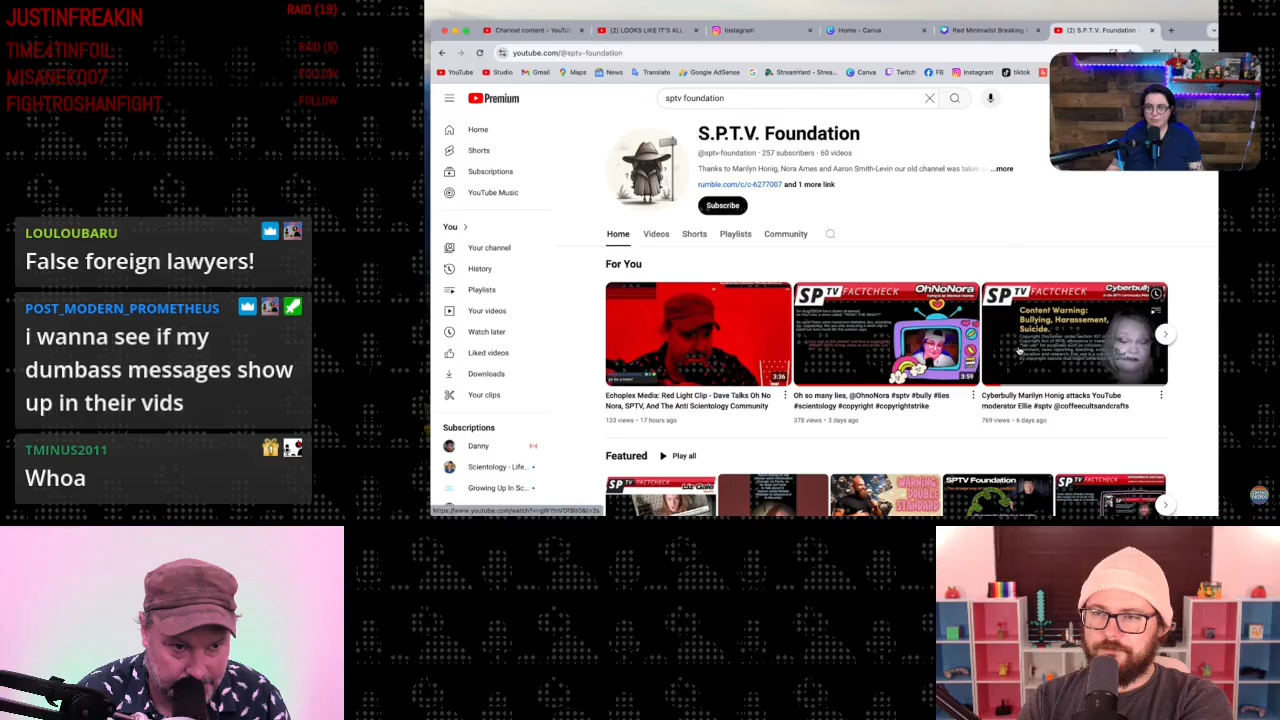 JUSTINFREAKIN
RAID (19)
TIME4TINFOIL
RAID (9)
MISANEK007
FOLLOW
FIGHTROSHANFIGHT
FOLLOW
LOULOUBARU
False foreign lawyers!
POST_MODERN_PROMETHEUS
i wanna see if my
dumbass messages show
up in their vids
TMINUS2011
Whoa
Channel content - YouTub
(2) LOOKS LIKE IT'S ALL
Instagram
Home - Canva
Red Minimalist Breaking
(2) S.P.T.V. Foundation -
youtube.com/@sptv-foundation
YouTube
Studio
Gmail
Maps
News
Translate
Google AdSense
StreamYard - Strea...
Canva
Twitch
FB
Instagram
tiktok
Premium
sptv foundation
Home
Shorts
Subscriptions
YouTube Music
You
Your channel
History
Playlists
Your videos
Watch later
Liked videos
Downloads
Your clips
Subscriptions
Danny
Scientology - Life...
Growing Up In Sc...
S.P.T.V. Foundation
@sptv-foundation · 257 subscribers · 60 videos
Thanks to Marilyn Honig, Nora Ames and Aaron Smith-Levin our old channel was taken ...more
rumble.com/c/c-6277007 and 1 more link
Subscribe
Home
Videos
Shorts
Playlists
Community
For You
3:36
SPTV FACTCHECK OhNoNora
3:59
SPTV FACTCHECK
Content Warning:
Bullying, Harassment,
Suicide.
Echoplex Media: Red Light Clip - Dave Talks Oh No
Nora, SPTV, And The Anti Scientology Community
133 views · 17 hours ago
Oh so many lies, @OhnoNora #sptv #bully #lies
#scientology #copyright #copyrightstrike
378 views · 3 days ago
Cyberbully Marilyn Honig attacks YouTube
moderator Ellie #sptv @coffeecultsandcrafts
769 views · 6 days ago
Featured
Play all
SPTV FACTCHECK
WARNING
DOUBLE
STANDARD
SPTV Foundation
SPTV FACTCHECK